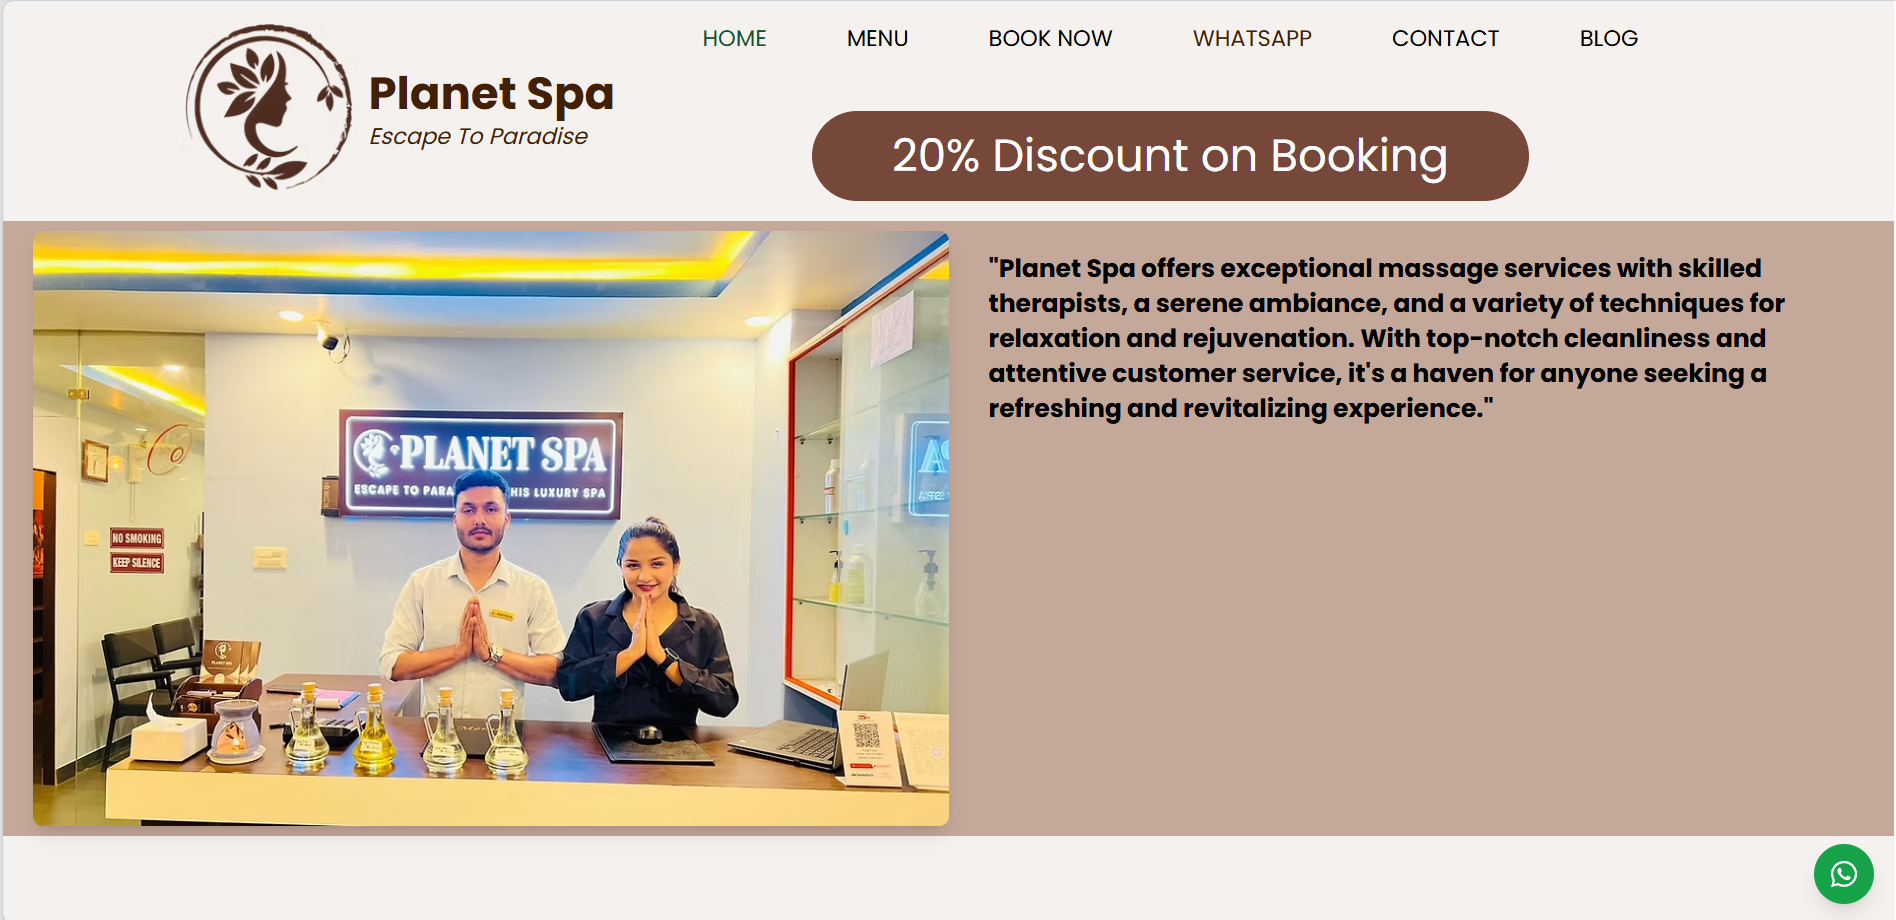 HOME MENU BOOK NOW WHATSAPP CONTACT BLOG
Planet Spa
Escape To Paradise
20% Discount on Booking
"Planet Spa offers exceptional massage services with skilled
therapists, a serene ambiance, and a variety of techniques for
relaxation and rejuvenation. With top-notch cleanliness and
attentive customer service, it's a haven for anyone seeking a
refreshing and revitalizing experience."
PLANET SPA
ESCAPE TO PARA HIS LUXURY SPA
NO SMOKING
KEEP SILENCE
PLANET SPA